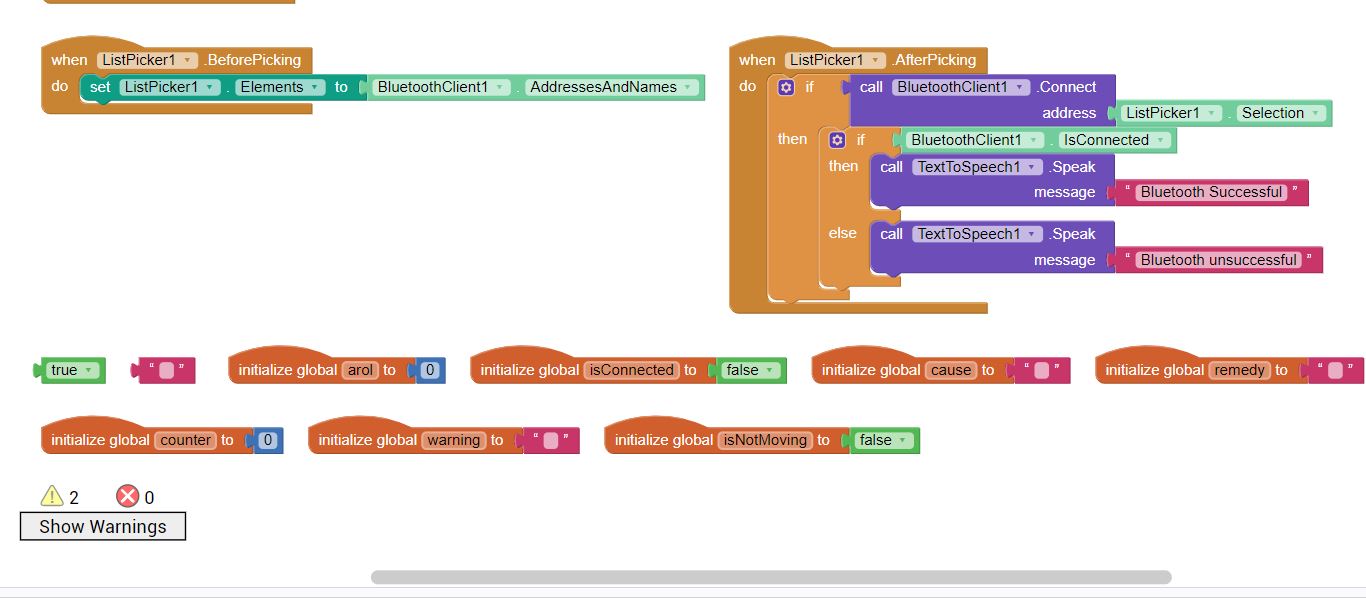 when ListPicker1 .BeforePicking
do set ListPicker1 . Elements to BluetoothClient1 . AddressesAndNames
when ListPicker1 .AfterPicking
do if call BluetoothClient1 .Connect
address ListPicker1 . Selection
then if BluetoothClient1 . IsConnected
then call TextToSpeech1 .Speak
message “ Bluetooth Successful ”
else call TextToSpeech1 .Speak
message “ Bluetooth unsuccessful ”
true “ ” initialize global arol to 0 initialize global isConnected to false initialize global cause to “ ” initialize global remedy to “ ”
initialize global counter to 0 initialize global warning to “ ” initialize global isNotMoving to false
2 0
Show Warnings